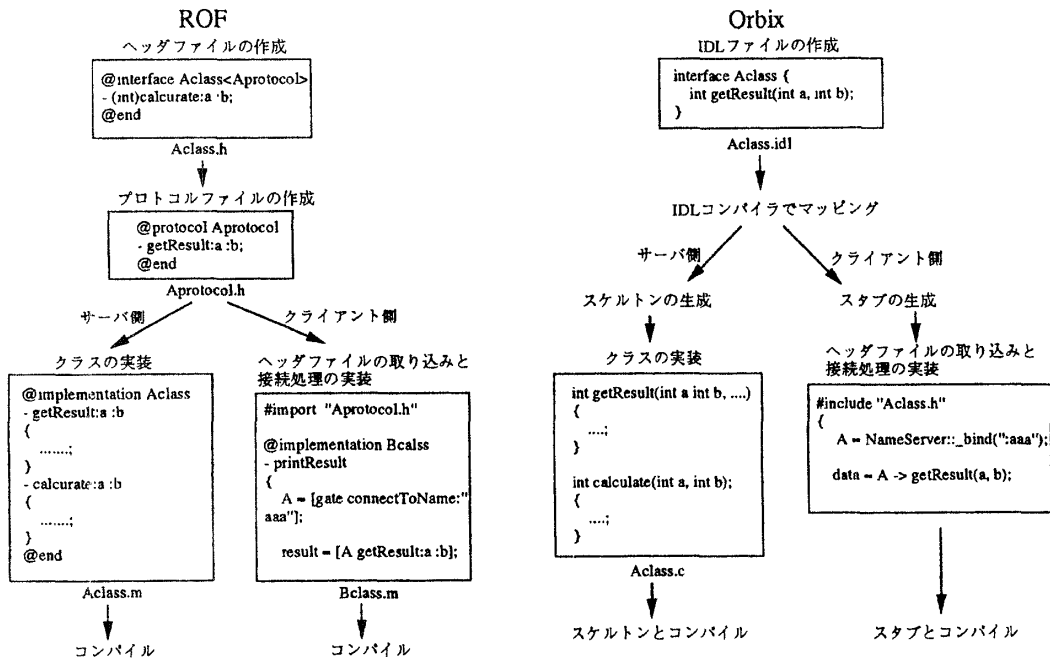 ROF
ヘッダファイルの作成
@interface Aclass<Aprotocol>
- (int)calcurate:a :b;
@end
Aclass.h
プロトコルファイルの作成
@protocol Aprotocol
- getResult:a :b;
@end
Aprotocol.h
サーバ側
クライアント側
クラスの実装
@implementation Aclass
- getResult:a :b
{
........;
}
- calcurate:a :b
{
........;
}
@end
Aclass.m
コンパイル
ヘッダファイルの取り込みと
接続処理の実装
#import "Aprotocol.h"
@implementation Bcalss
- printResult
{
A = [gate connectToName:"
aaa"];
result = [A getResult:a :b];
Bclass.m
コンパイル
Orbix
IDLファイルの作成
interface Aclass {
int getResult(int a, int b);
}
Aclass.idl
IDLコンパイラでマッピング
サーバ側
クライアント側
スケルトンの生成
クラスの実装
int getResult(int a int b, ....)
{
....;
}
int calculate(int a, int b);
{
....;
}
Aclass.c
スケルトンとコンパイル
スタブの生成
ヘッダファイルの取り込みと
接続処理の実装
#include "Aclass.h"
{
A = NameServer::_bind(":aaa");
data = A -> getResult(a, b);
スタブとコンパイル